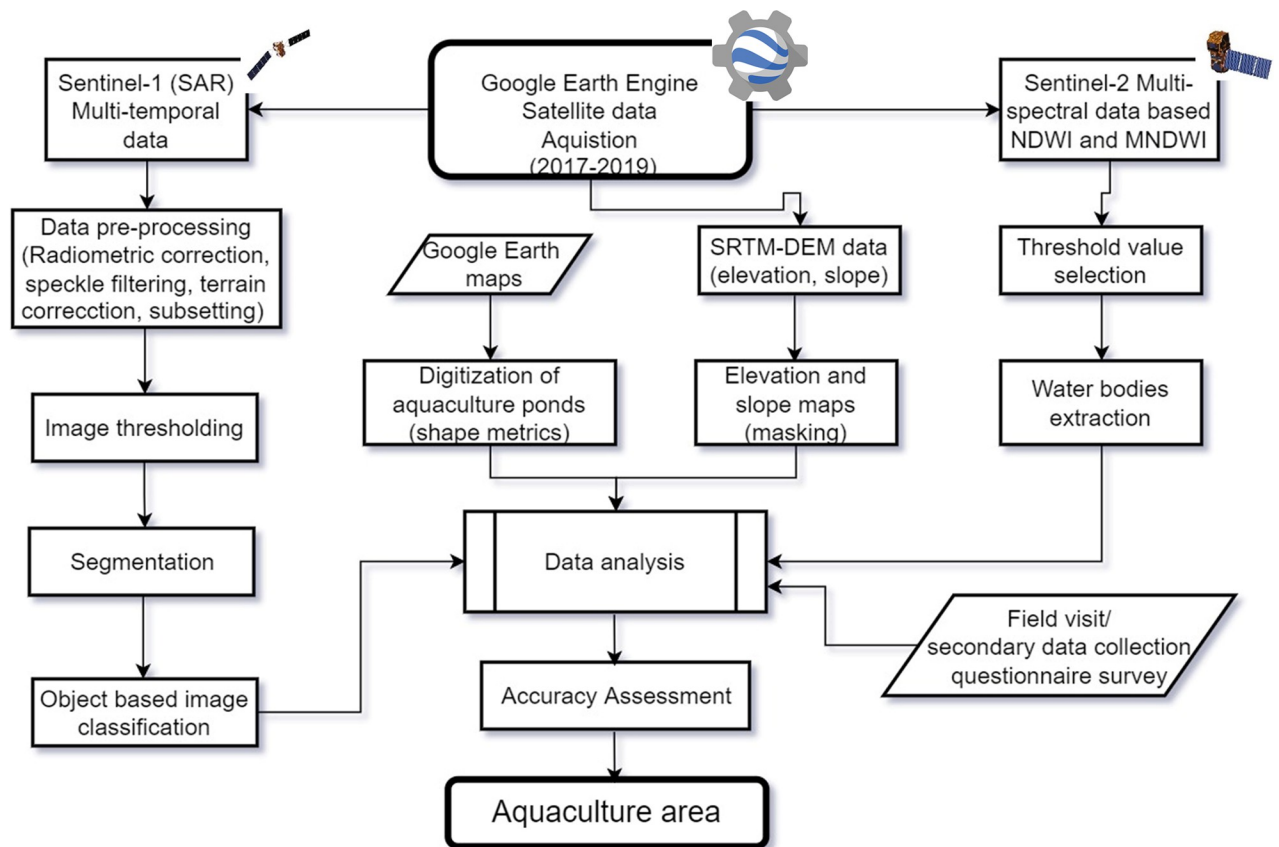 Google Earth Engine
Satellite data
Aquistion
(2017-2019)
Sentinel-1 (SAR)
Multi-temporal
data
Sentinel-2 Multi-
spectral data based
NDWI and MNDWI
Data pre-processing
(Radiometric correction,
speckle filtering, terrain
correcction, subsetting)
Google Earth
maps
SRTM-DEM data
(elevation, slope)
Threshold value
selection
Image thresholding
Digitization of
aquaculture ponds
(shape metrics)
Elevation and
slope maps
(masking)
Water bodies
extraction
Segmentation
Data analysis
Field visit/
secondary data collection
questionnaire survey
Object based image
classification
Accuracy Assessment
Aquaculture area